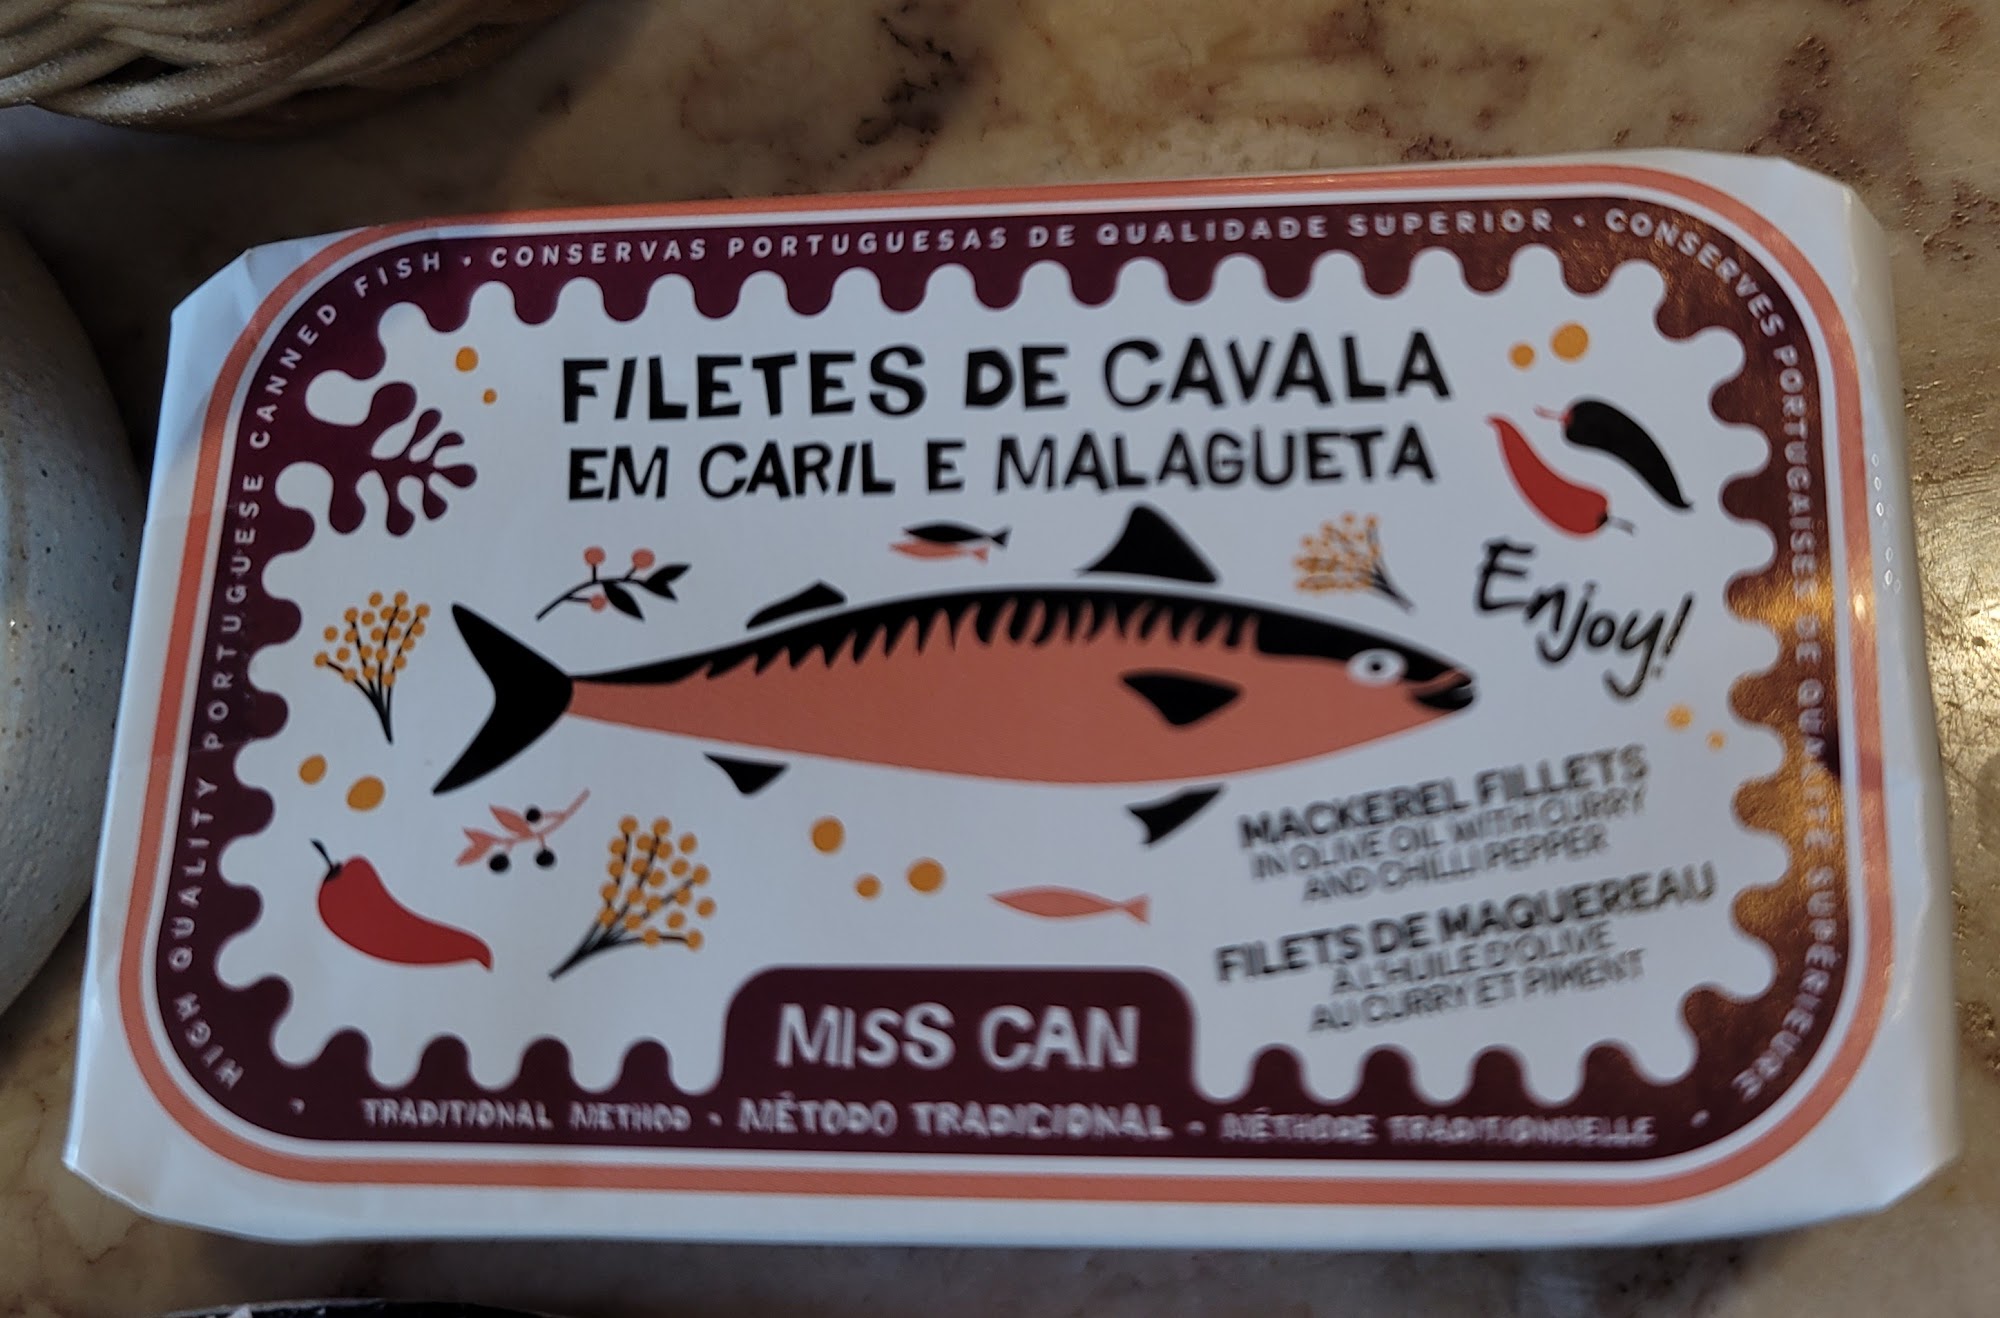 HIGH QUALITY PORTUGUESE CANNED FISH · CONSERVAS PORTUGUESAS DE QUALIDADE SUPERIOR · CONSERVES PORTUGAISES DE QUALITÉ SUPÉRIEURE ·
FILETES DE CAVALA
EM CARIL E MALAGUETA
Enjoy!
MACKEREL FILLETS
IN OLIVE OIL WITH CURRY
AND CHILLI PEPPER
FILETS DE MAQUEREAU
A L'HUILE D'OLIVE
AU CURRY ET PIMENT
MISS CAN
TRADITIONAL METHOD - MÉTODO TRADICIONAL - MÉTHODE TRADITIONNELLE